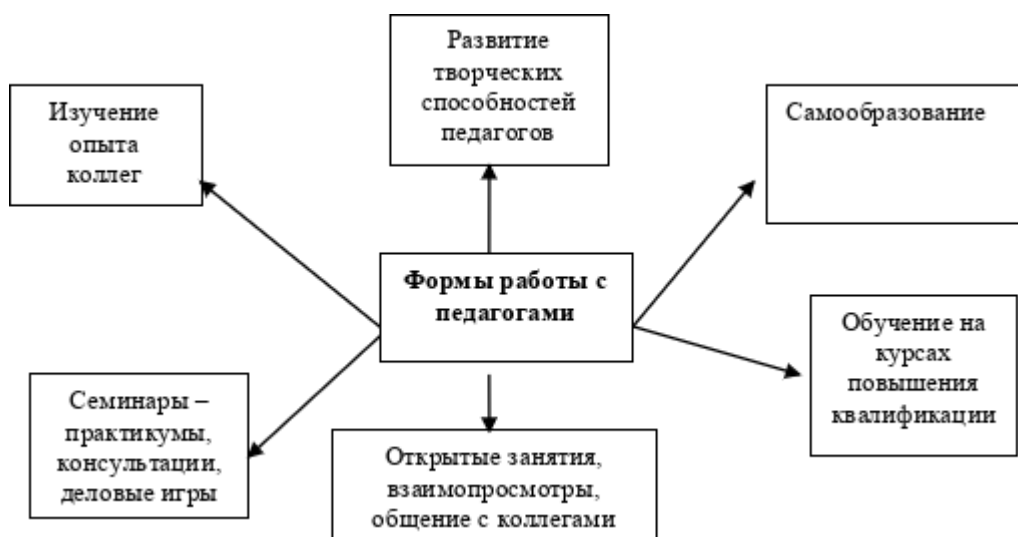 Развитие
творческих
способностей
педагогов
Изучение
опыта
коллег
Самообразование
Формы работы с
педагогами
Обучение на
курсах
повышения
квалификации
Семинары –
практикумы,
консультации,
деловые игры
Открытые занятия,
взаимопросмотры,
общение с коллегами